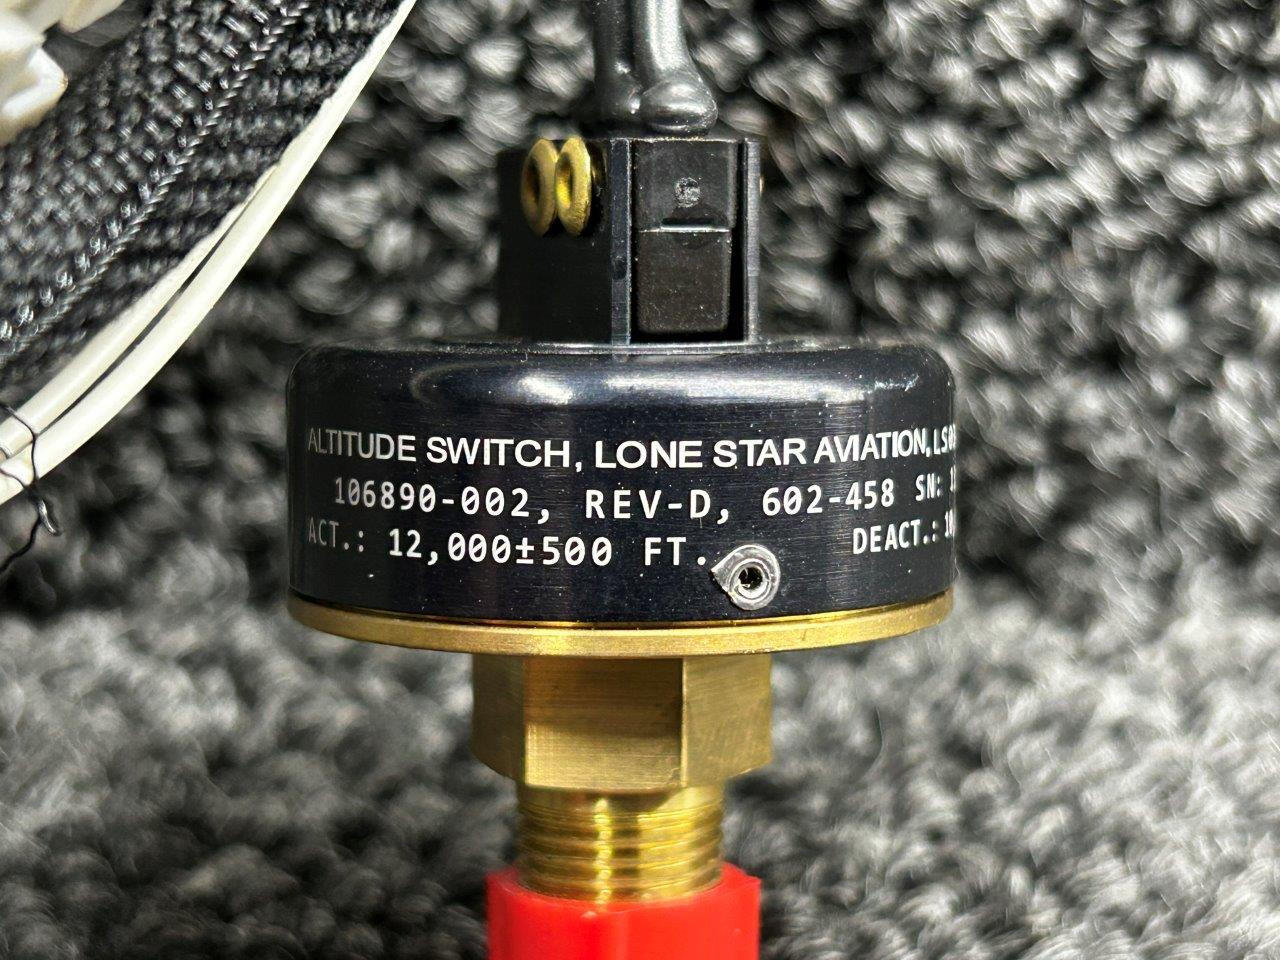 ALTITUDE SWITCH, LONE STAR AVIATION,
106890-002, REV-D, 602-458 SN:
ACT.: 12,000±500 FT. DEACT.: